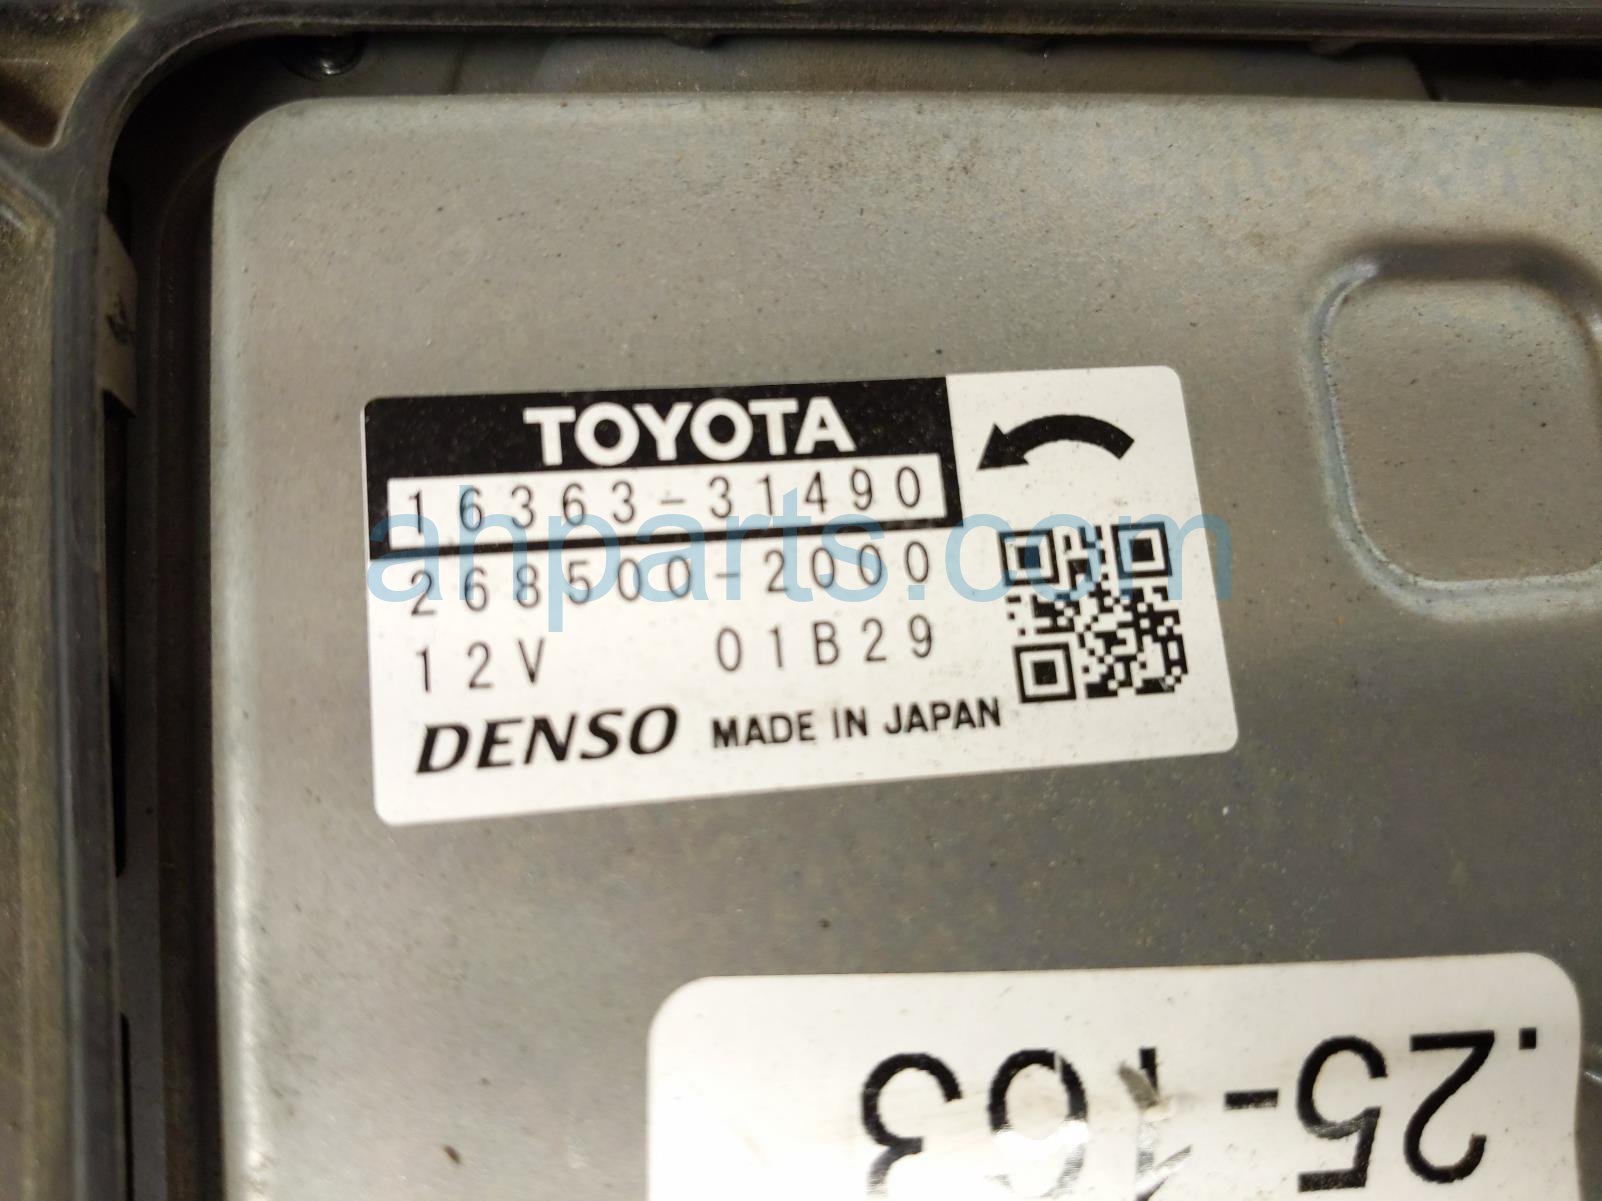 TOYOTA
16363-31490
268500-2000
12V 01B29
DENSO MADE IN JAPAN
ahparts.com
.25-103